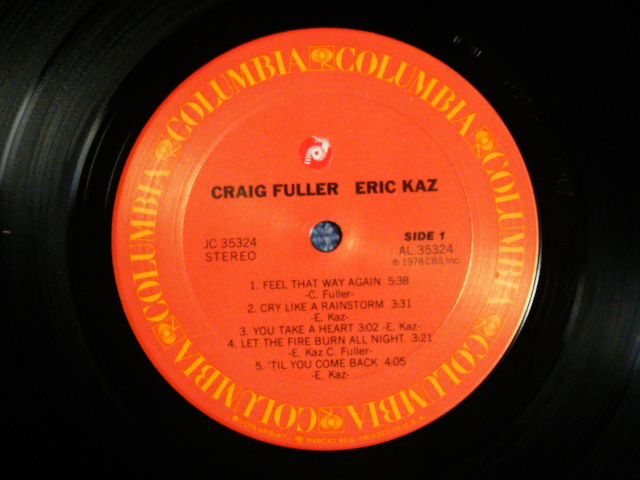 COLUMBIA COLUMBIA COLUMBIA COLUMBIA COLUMBIA COLUMBIA
CRAIG FULLER ERIC KAZ
JC 35324
STEREO
SIDE 1
AL 35324
℗ 1978 CBS Inc.
1. FEEL THAT WAY AGAIN 5:38
-C. Fuller-
2. CRY LIKE A RAINSTORM 3:31
-E. Kaz-
3. YOU TAKE A HEART 3:02 -E. Kaz-
4. LET THE FIRE BURN ALL NIGHT 3:21
-E. Kaz C. Fuller-
5. 'TIL YOU COME BACK 4:05
-E. Kaz-